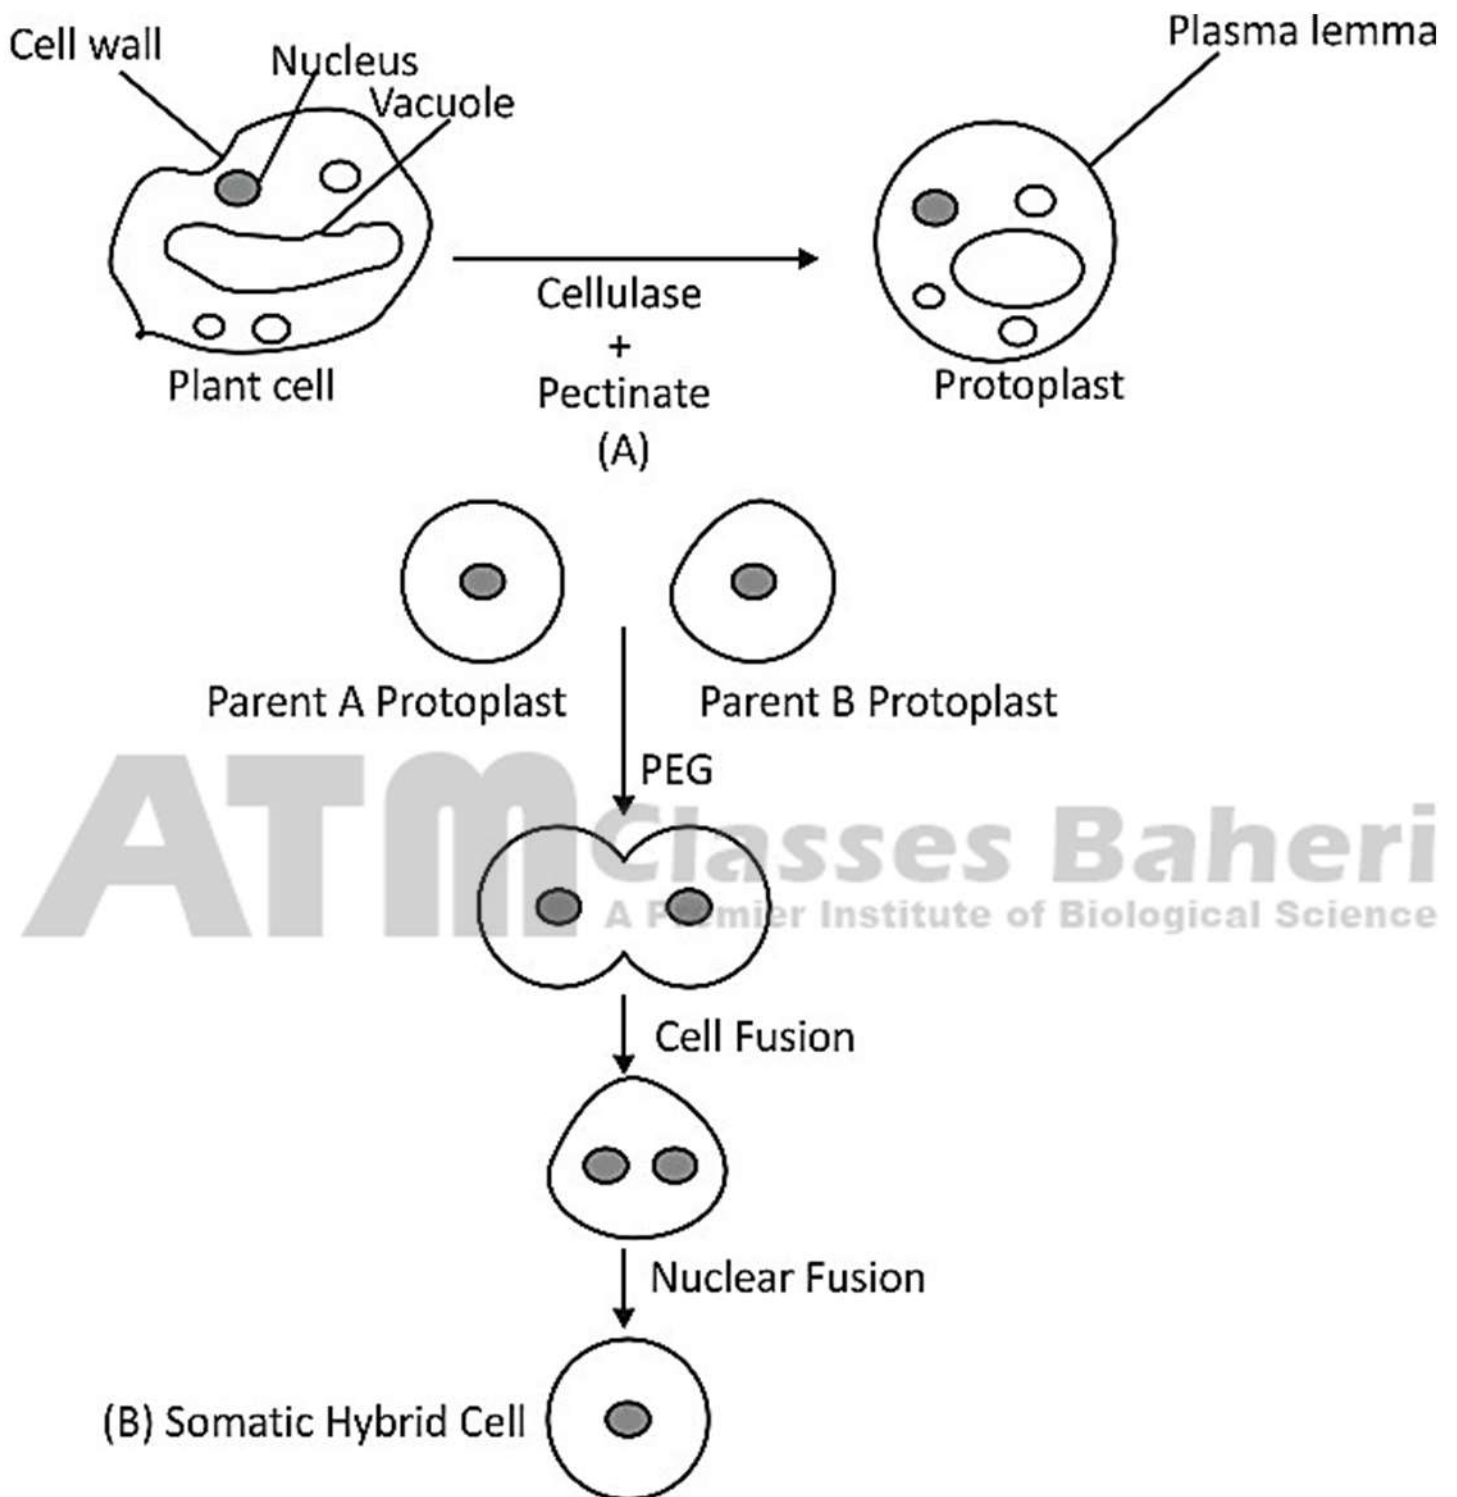 Cell wall
Nucleus
Vacuole
Plasma lemma
Cellulase
+
Pectinate
(A)
Plant cell
Protoplast
Parent A Protoplast
Parent B Protoplast
PEG
ATM Classes Baheri
A Premier Institute of Biological Science
Cell Fusion
Nuclear Fusion
(B) Somatic Hybrid Cell